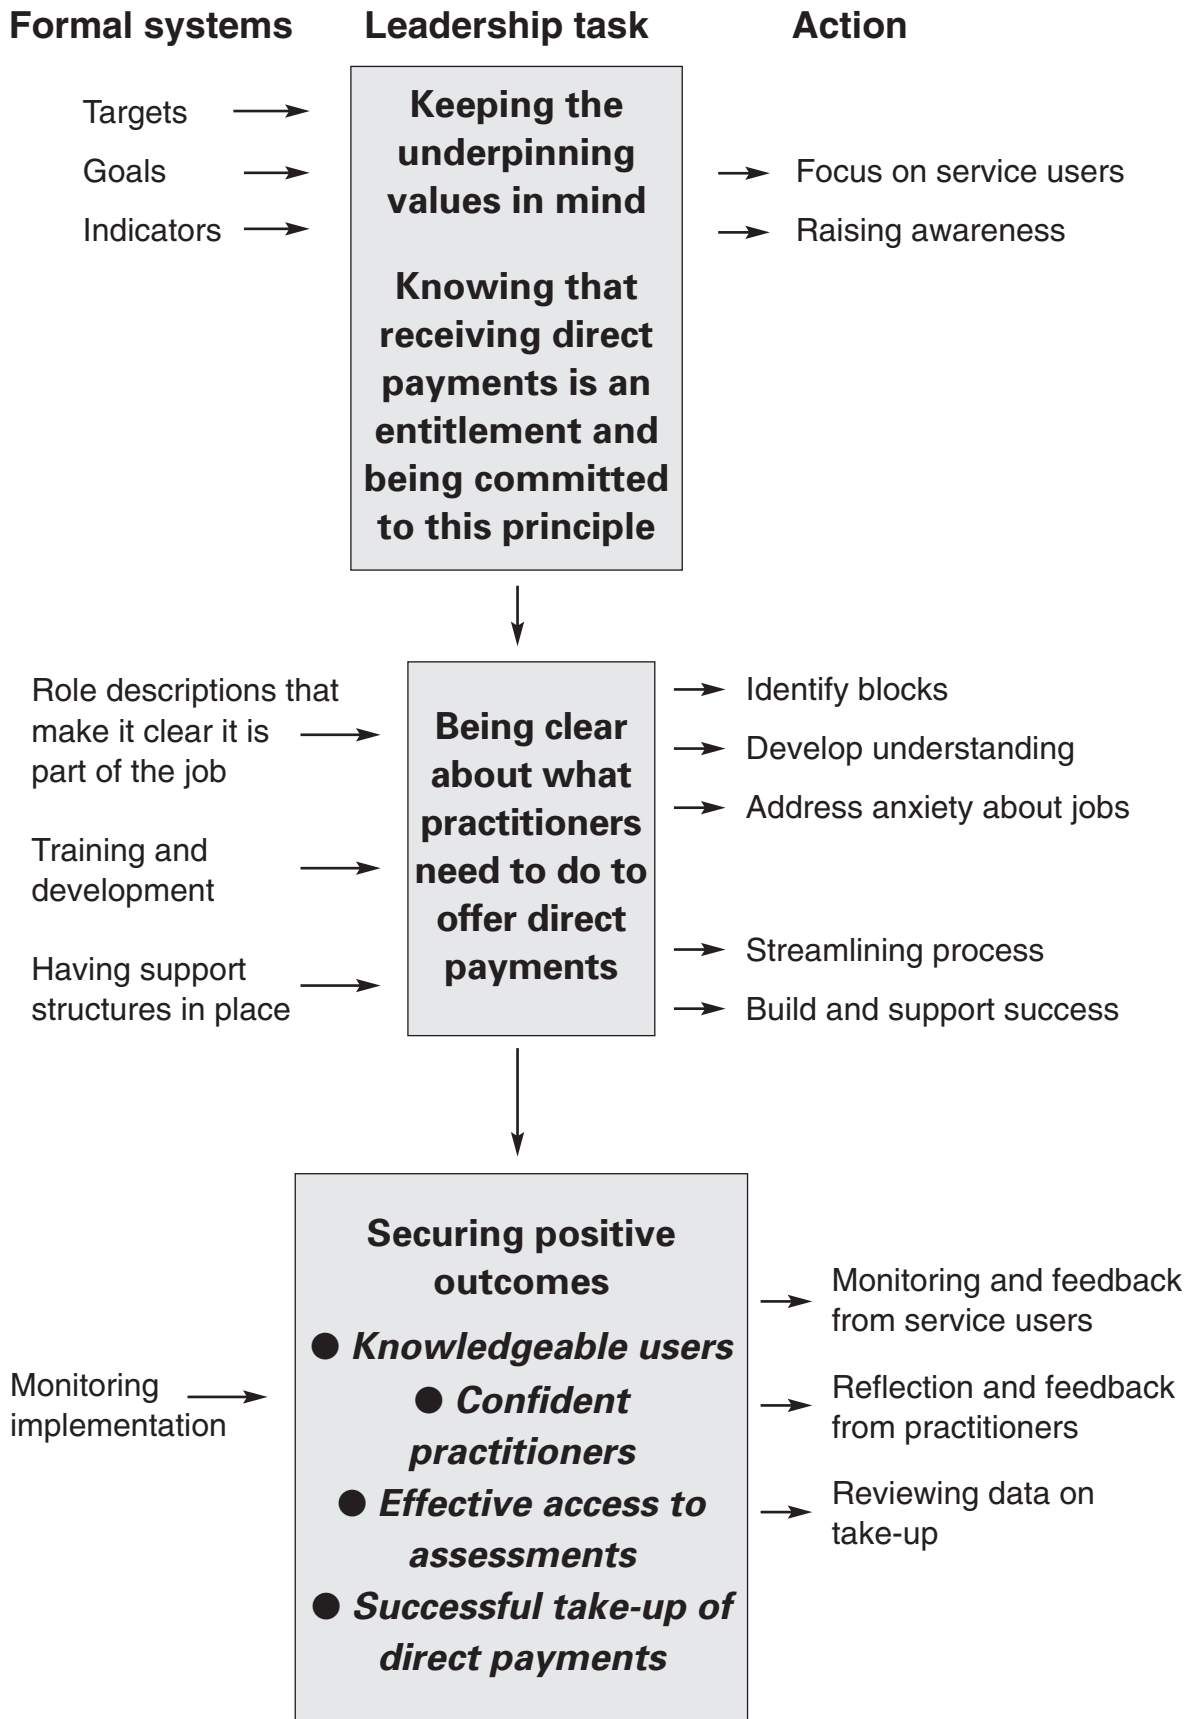 Formal systems
Leadership task
Action
Targets
Goals
Indicators
Keeping the
underpinning
values in mind
Knowing that
receiving direct
payments is an
entitlement and
being committed
to this principle
Focus on service users
Raising awareness
Role descriptions that
make it clear it is
part of the job
Training and
development
Having support
structures in place
Being clear
about what
practitioners
need to do to
offer direct
payments
Identify blocks
Develop understanding
Address anxiety about jobs
Streamlining process
Build and support success
Monitoring
implementation
Securing positive
outcomes
● Knowledgeable users
● Confident
practitioners
● Effective access to
assessments
● Successful take-up of
direct payments
Monitoring and feedback
from service users
Reflection and feedback
from practitioners
Reviewing data on
take-up